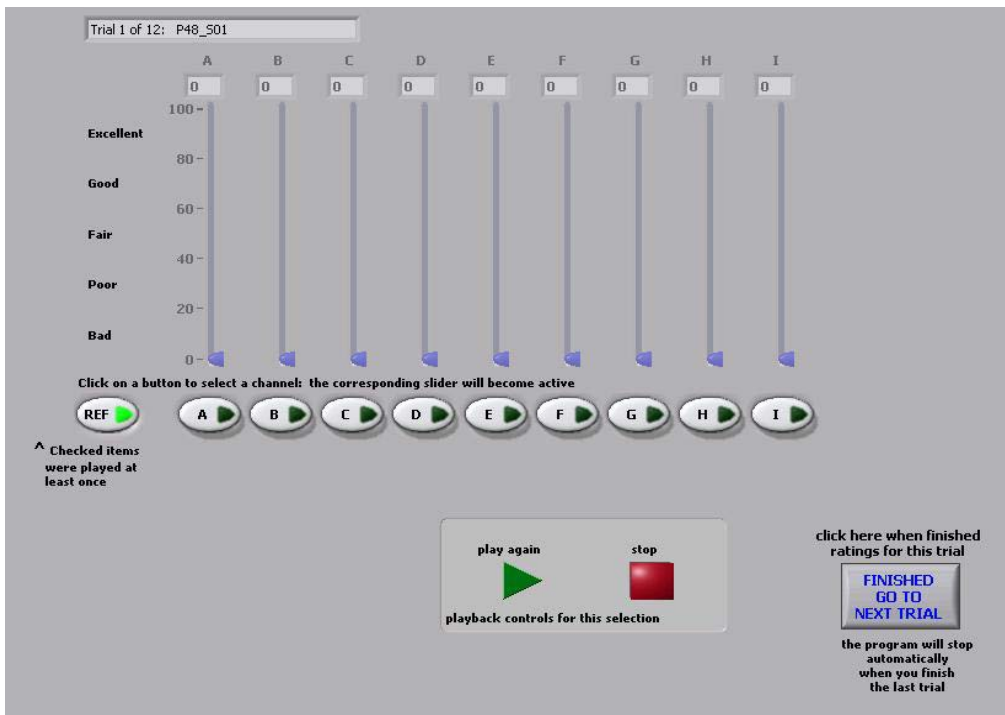 Trial 1 of 12: P48_S01
A B C D E F G H I
0 0 0 0 0 0 0 0 0
100
Excellent
80
Good
60
Fair
40
Poor
20
Bad
0
Click on a button to select a channel: the corresponding slider will become active
REF A B C D E F G H I
^ Checked items
were played at
least once
play again stop
playback controls for this selection
click here when finished
ratings for this trial
FINISHED
GO TO
NEXT TRIAL
the program will stop
automatically
when you finish
the last trial